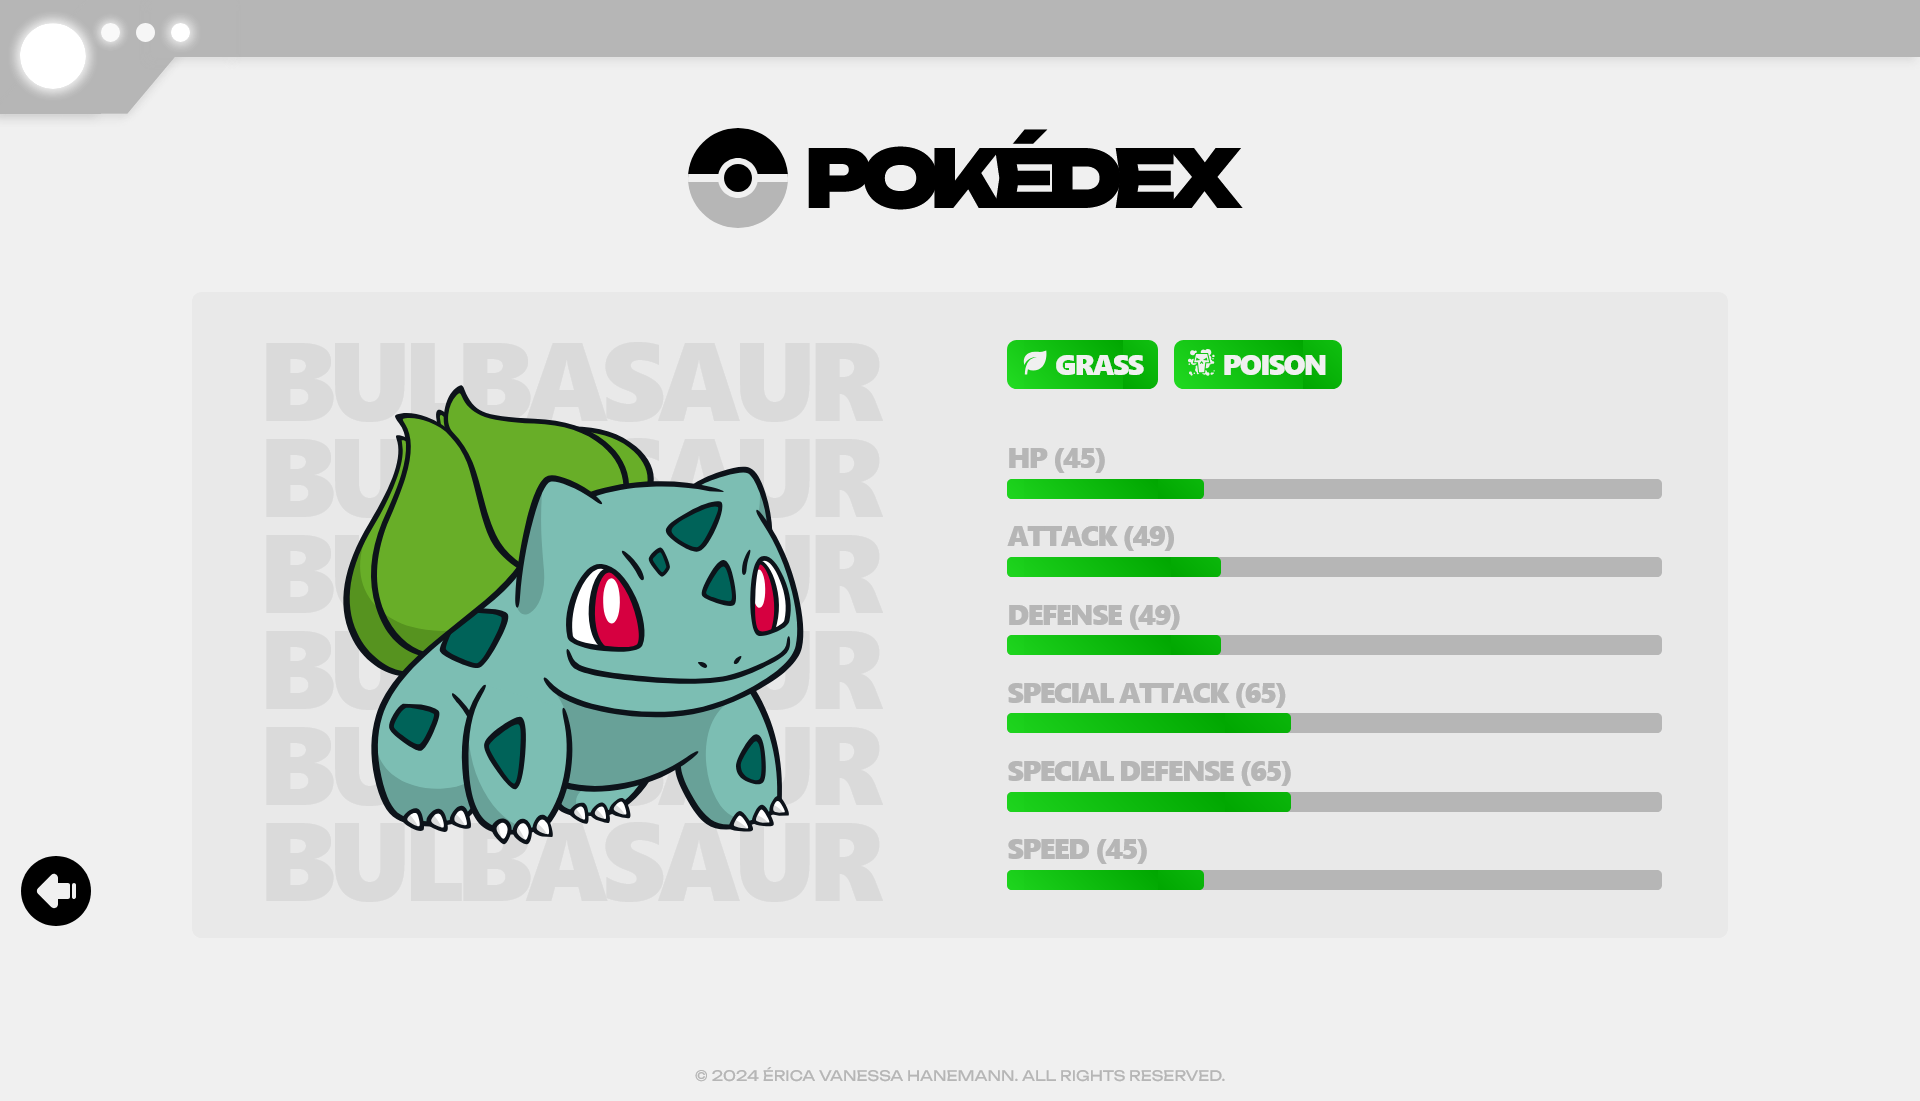 POKÉDEX
BULBASAUR
BULBASAUR
BULBASAUR
BULBASAUR
BULBASAUR
BULBASAUR
GRASS
POISON
HP (45)
ATTACK (49)
DEFENSE (49)
SPECIAL ATTACK (65)
SPECIAL DEFENSE (65)
SPEED (45)
© 2024 ÉRICA VANESSA HANEMANN. ALL RIGHTS RESERVED.